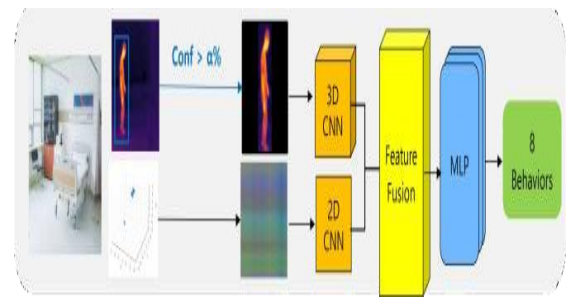 Conf > α%
3D
CNN
2D
CNN
Feature
Fusion
MLP
8
Behaviors